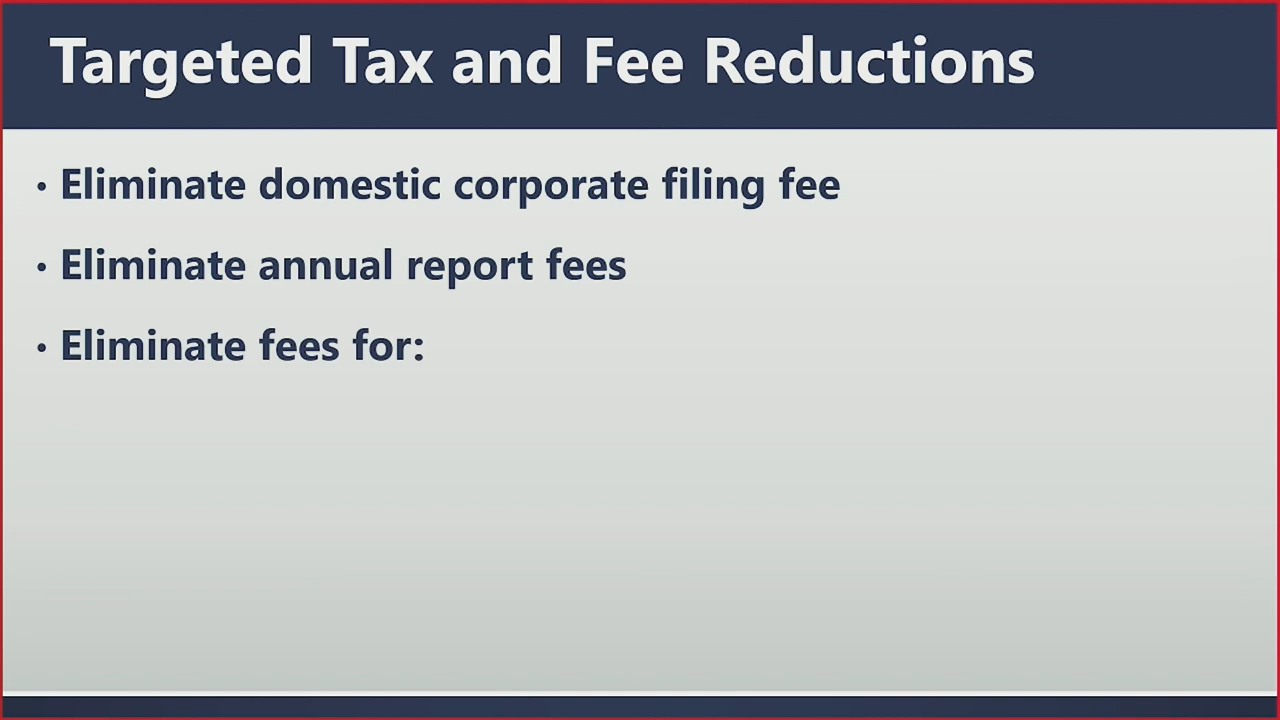 Targeted Tax and Fee Reductions
• Eliminate domestic corporate filing fee
• Eliminate annual report fees
• Eliminate fees for: